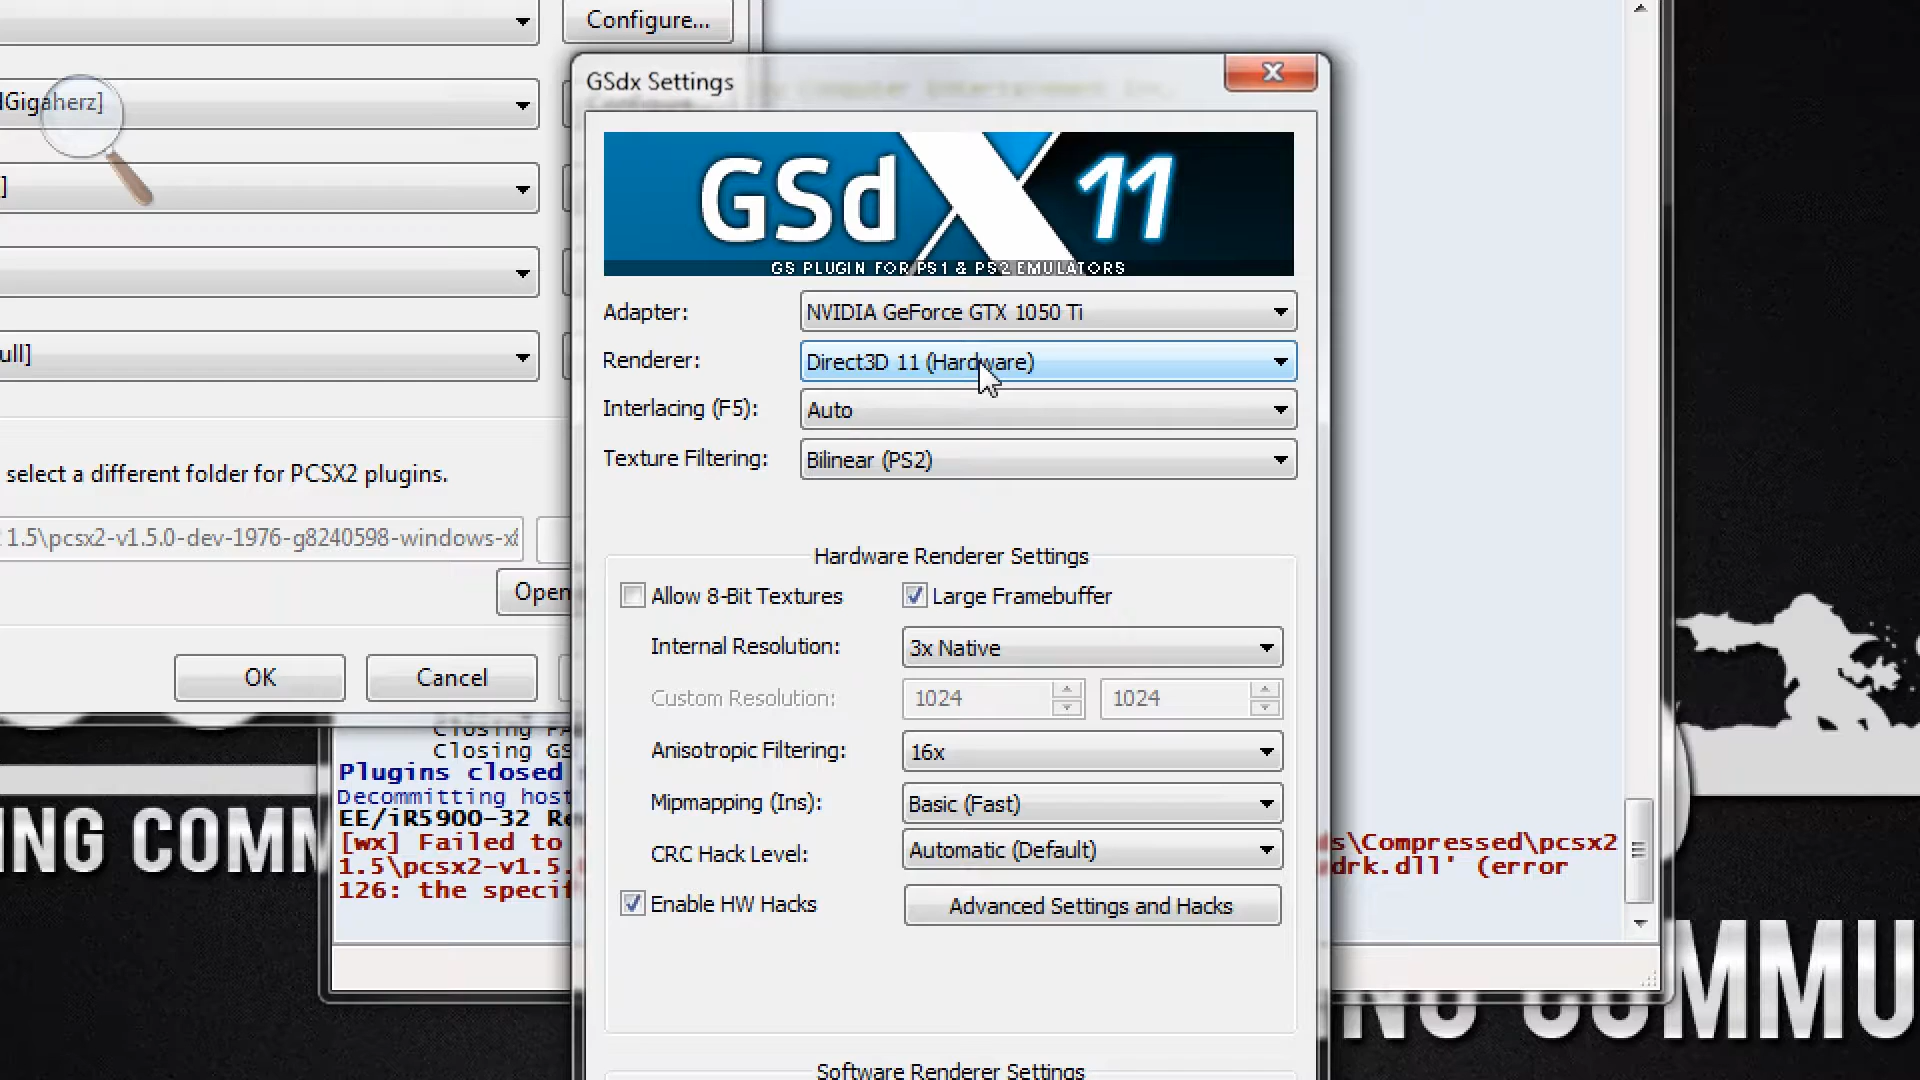 Configure...
GSdx Settings
lGigaherz]
GSdX 11
GS PLUGIN FOR PS1 & PS2 EMULATORS
]
Adapter: NVIDIA GeForce GTX 1050 Ti
Renderer: Direct3D 11 (Hardware)
ull]
Interlacing (F5): Auto
Texture Filtering: Bilinear (PS2)
select a different folder for PCSX2 plugins.
1.5\pcsx2-v1.5.0-dev-1976-g8240598-windows-x8
Open
Hardware Renderer Settings
Allow 8-Bit Textures Large Framebuffer
Internal Resolution: 3x Native
OK Cancel
Custom Resolution: 1024 1024
Anisotropic Filtering: 16x
Mipmapping (Ins): Basic (Fast)
CRC Hack Level: Automatic (Default)
Enable HW Hacks Advanced Settings and Hacks
Closing PA
Closing GS
Plugins closed
Decommitting host
EE/iR5900-32 Re
[wx] Failed to s\Compressed\pcsx2
1.5\pcsx2-v1.5. drk.dll' (error
126: the specif
ING COMM
NG COMMU
Software Renderer Settings